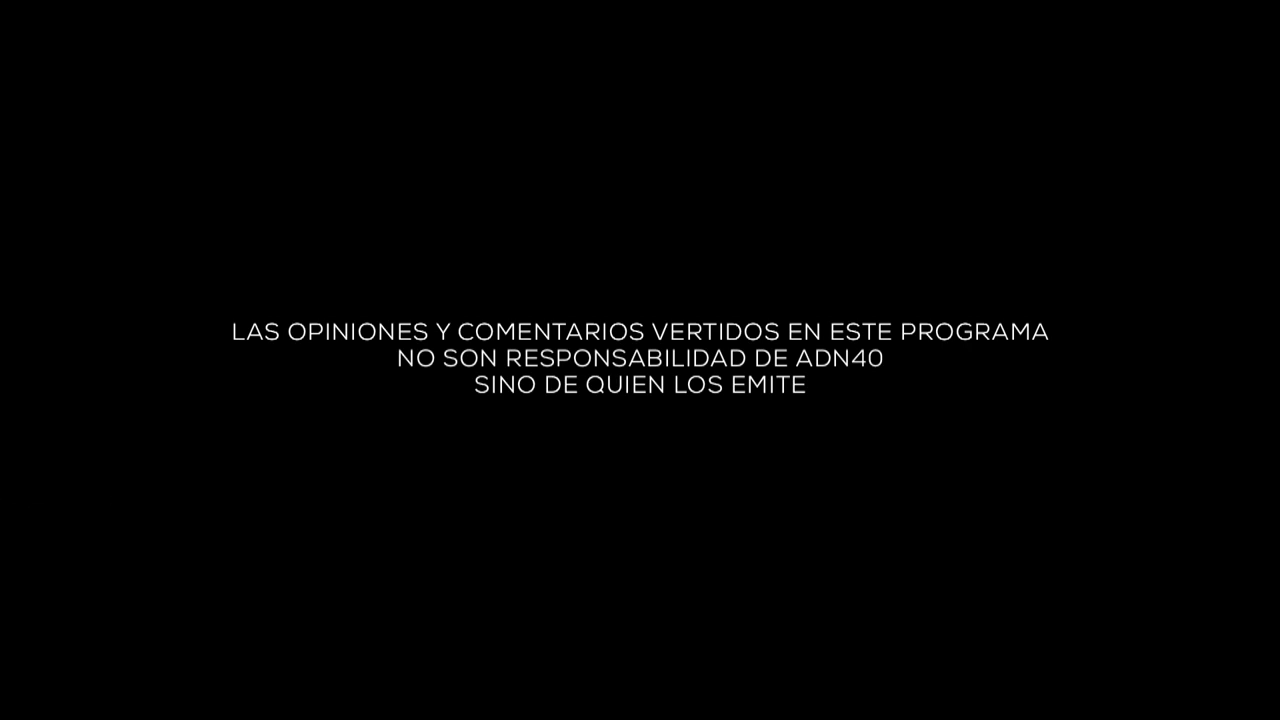 LAS OPINIONES Y COMENTARIOS VERTIDOS EN ESTE PROGRAMA
NO SON RESPONSABILIDAD DE ADN40
SINO DE QUIEN LOS EMITE